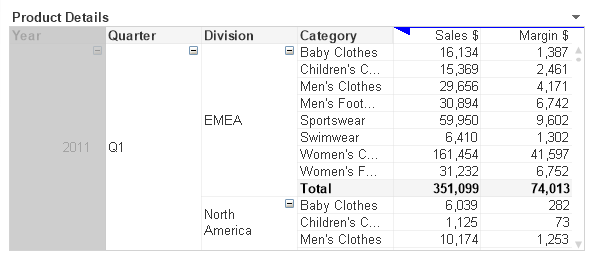 Product Details
Year Quarter Division Category Sales $ Margin $
Baby Clothes 16,134 1,387
Children's C... 15,369 2,461
Men's Clothes 29,656 4,171
Men's Foot... 30,894 6,742
EMEA Sportswear 59,950 9,602
Swimwear 6,410 1,302
2011 Q1 Women's C... 161,454 41,597
Women's F... 31,232 6,752
Total 351,099 74,013
North America Baby Clothes 6,039 282
Children's C... 1,125 73
Men's Clothes 10,174 1,253